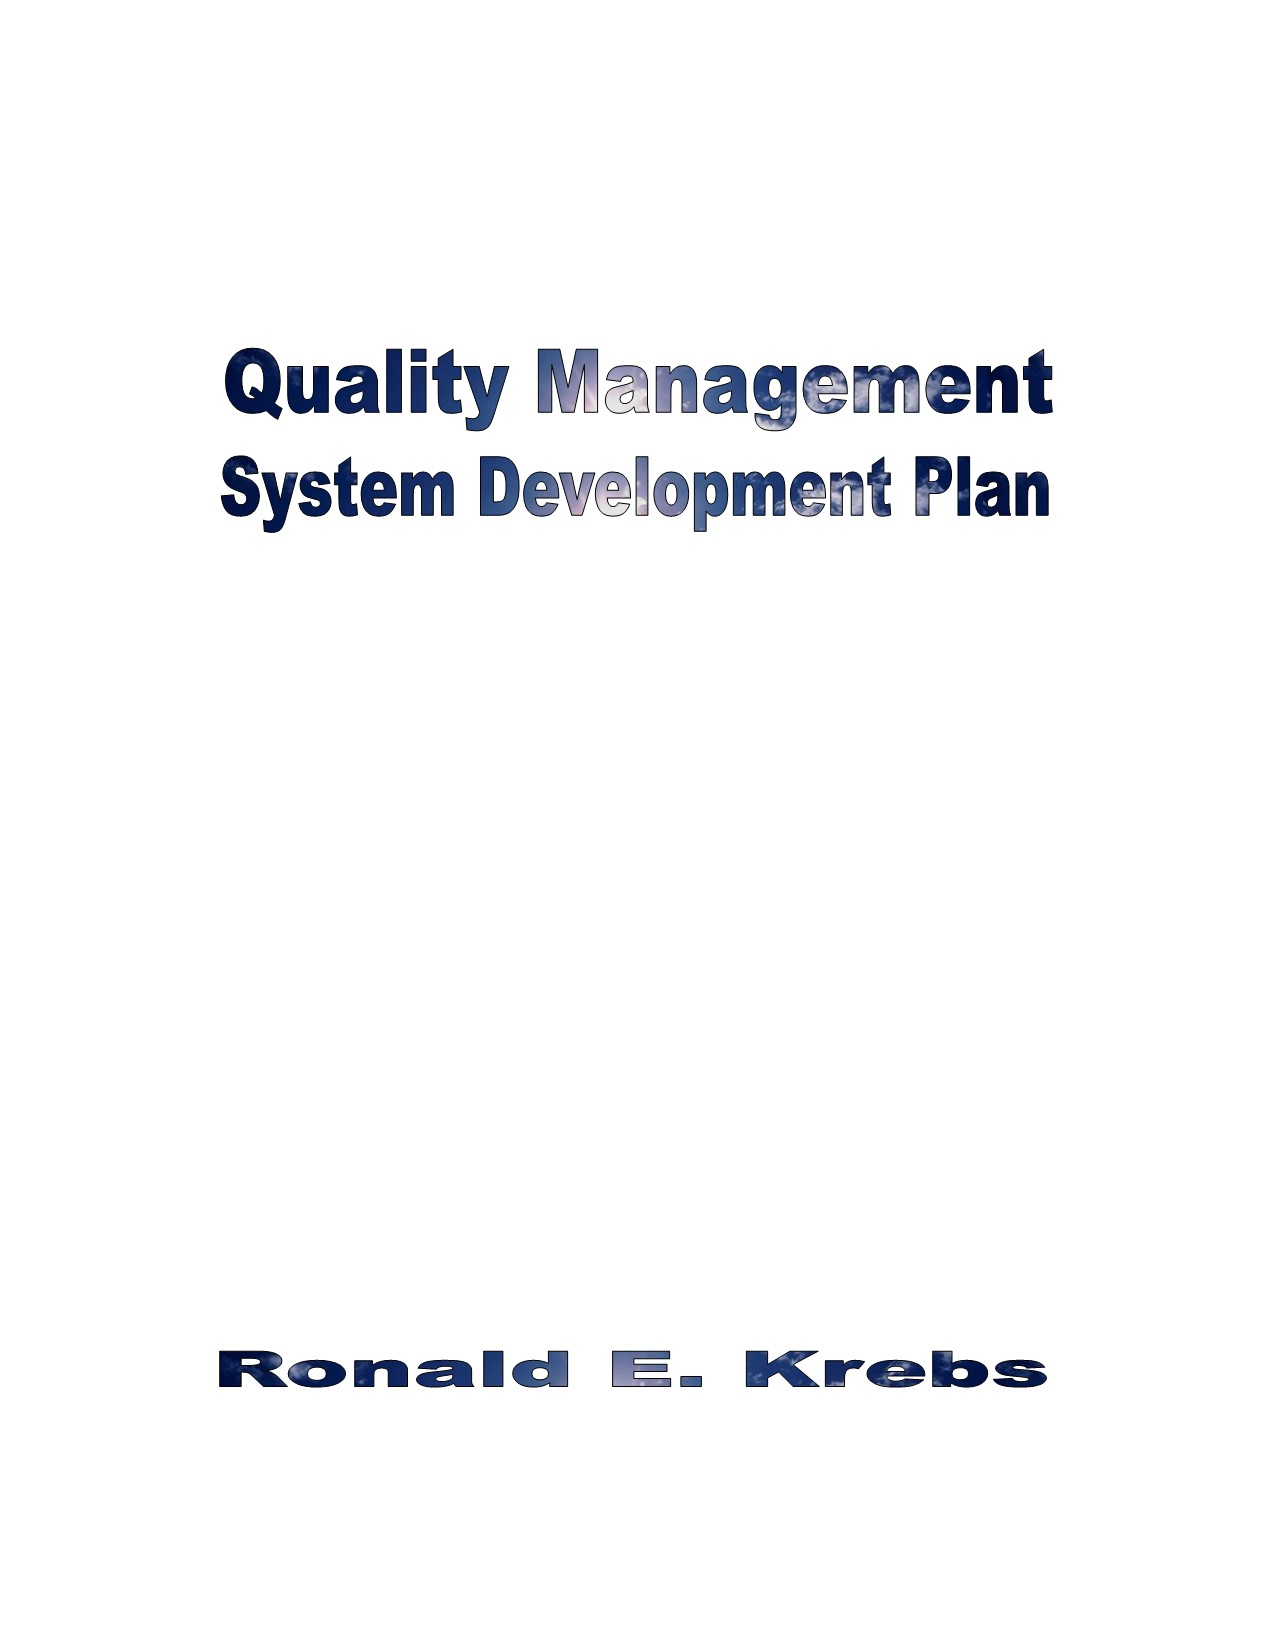 Quality Management
System Development Plan
Ronald E. Krebs